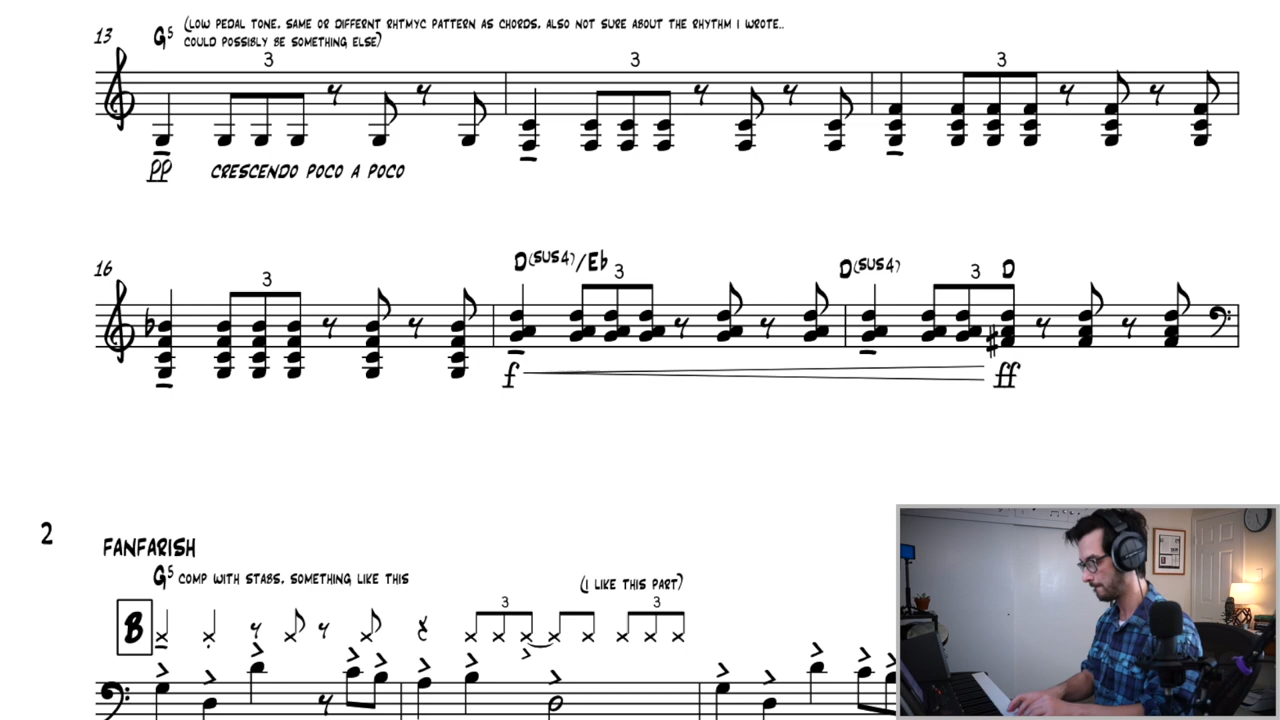 13 G5 (LOW PEDAL TONE. SAME OR DIFFERNT RHTMYC PATTERN AS CHORDS. ALSO NOT SURE ABOUT THE RHYTHM I WROTE..
COULD POSSIBLY BE SOMETHING ELSE)
3 3 3
pp CRESCENDO POCO A POCO
16 D(SUS4)/Eb D(SUS4) D
3 3 3
f ff
2
FANFARISH
G5 COMP WITH STABS. SOMETHING LIKE THIS (I LIKE THIS PART)
3 3
B